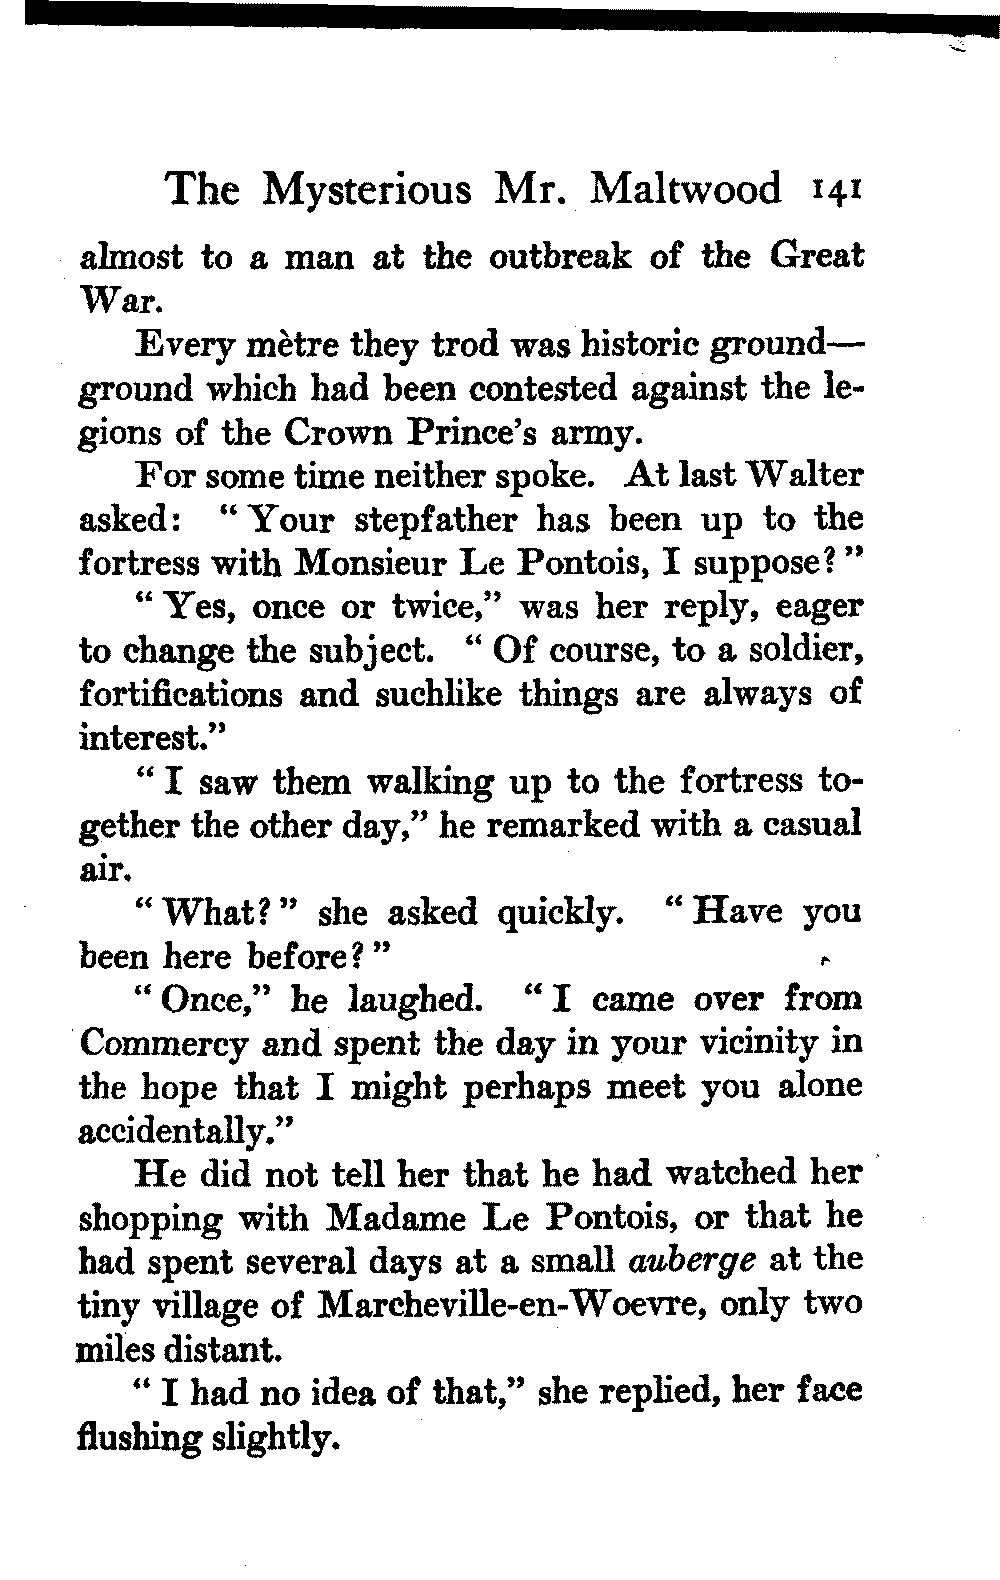 The Mysterious Mr. Maltwood 141
almost to a man at the outbreak of the Great
War.
Every mètre they trod was historic ground—
ground which had been contested against the le-
gions of the Crown Prince's army.
For some time neither spoke. At last Walter
asked: " Your stepfather has been up to the
fortress with Monsieur Le Pontois, I suppose? "
" Yes, once or twice," was her reply, eager
to change the subject. " Of course, to a soldier,
fortifications and suchlike things are always of
interest."
" I saw them walking up to the fortress to-
gether the other day," he remarked with a casual
air.
" What? " she asked quickly. " Have you
been here before? "
" Once," he laughed. " I came over from
Commercy and spent the day in your vicinity in
the hope that I might perhaps meet you alone
accidentally."
He did not tell her that he had watched her
shopping with Madame Le Pontois, or that he
had spent several days at a small auberge at the
tiny village of Marcheville-en-Woevre, only two
miles distant.
" I had no idea of that," she replied, her face
flushing slightly.